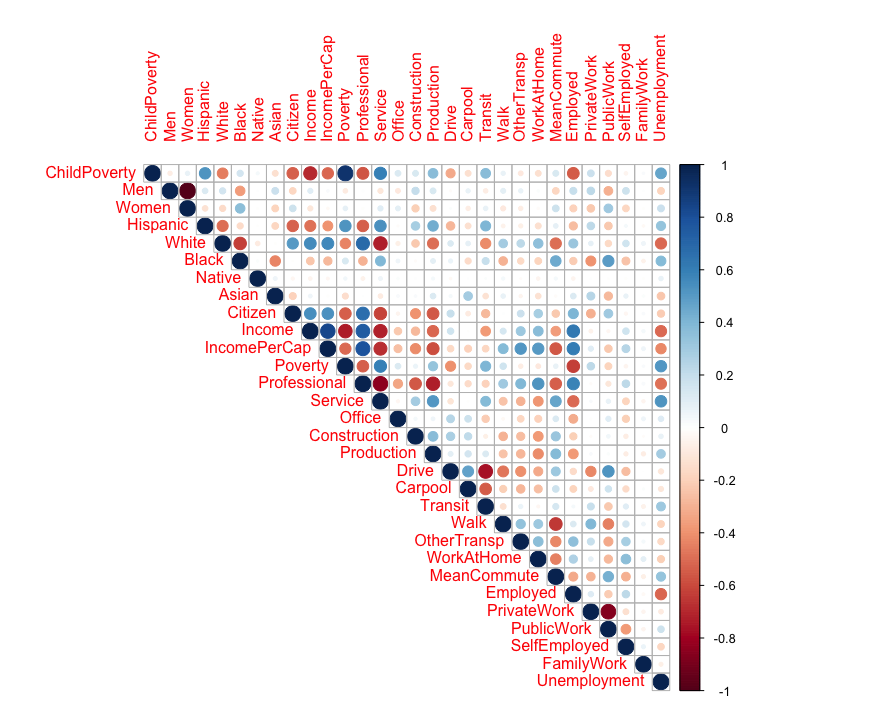 ChildPoverty
Men
Women
Hispanic
White
Black
Native
Asian
Citizen
Income
IncomePerCap
Poverty
Professional
Service
Office
Construction
Production
Drive
Carpool
Transit
Walk
OtherTransp
WorkAtHome
MeanCommute
Employed
PrivateWork
PublicWork
SelfEmployed
FamilyWork
Unemployment
ChildPoverty
Men
Women
Hispanic
White
Black
Native
Asian
Citizen
Income
IncomePerCap
Poverty
Professional
Service
Office
Construction
Production
Drive
Carpool
Transit
Walk
OtherTransp
WorkAtHome
MeanCommute
Employed
PrivateWork
PublicWork
SelfEmployed
FamilyWork
Unemployment
1
0.8
0.6
0.4
0.2
0
-0.2
-0.4
-0.6
-0.8
-1